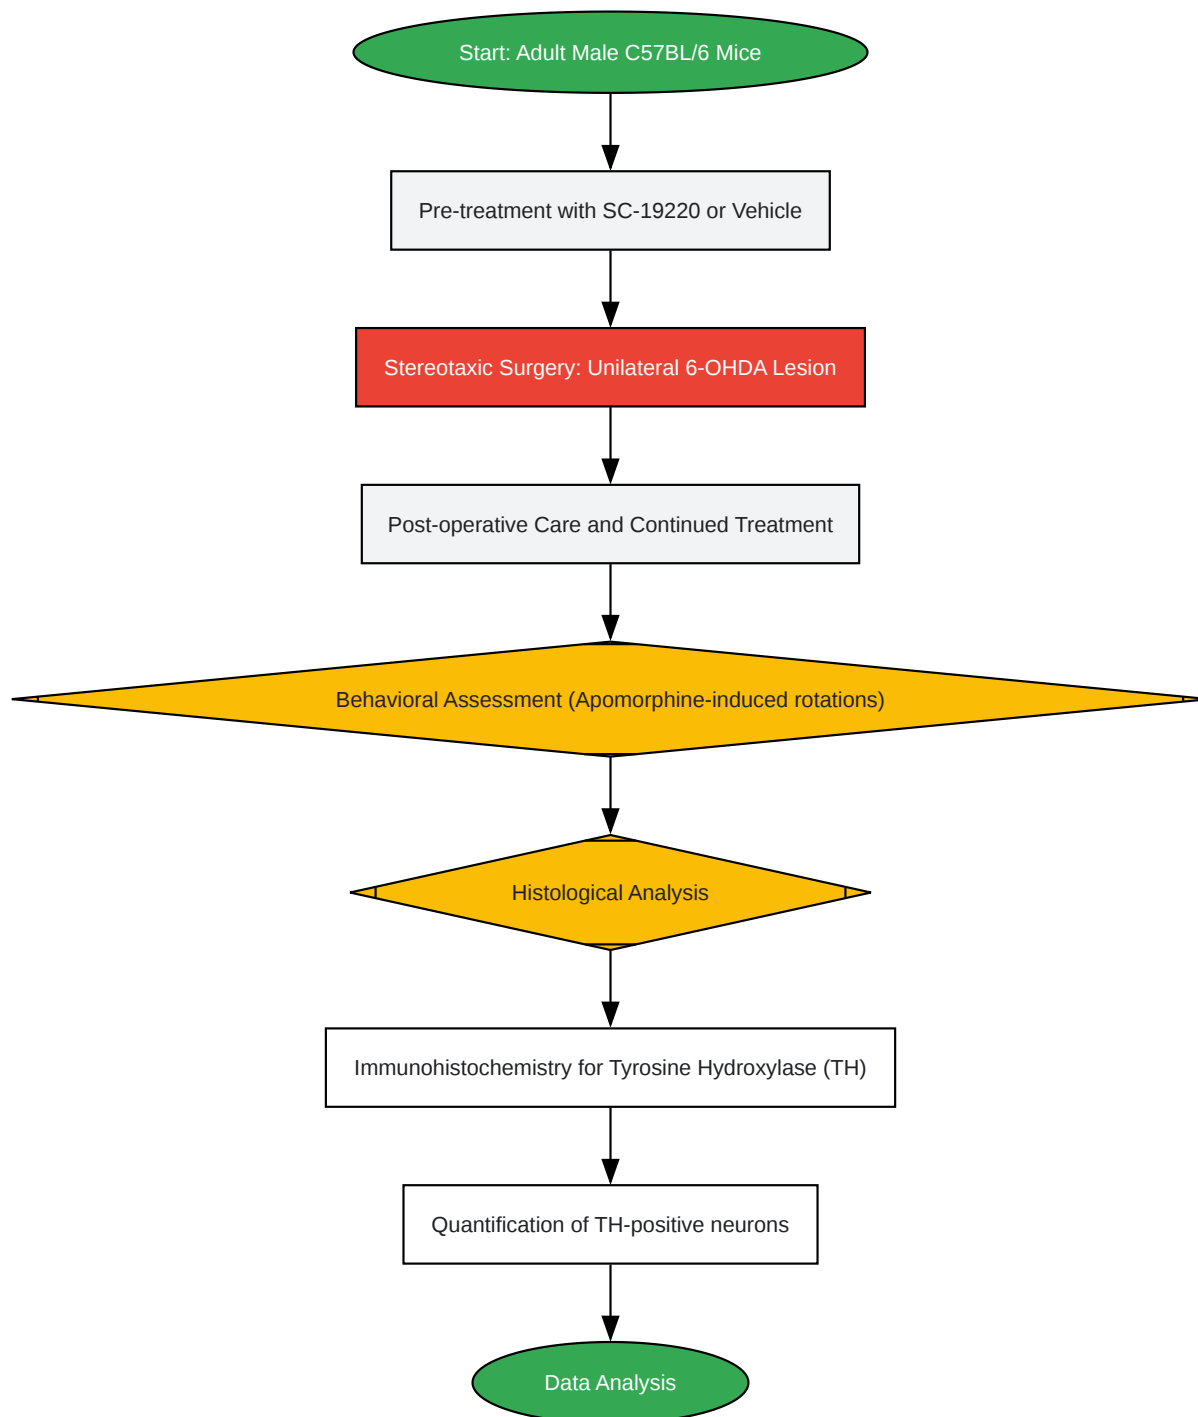 Start: Adult Male C57BL/6 Mice
Pre-treatment with SC-19220 or Vehicle
Stereotaxic Surgery: Unilateral 6-OHDA Lesion
Post-operative Care and Continued Treatment
Behavioral Assessment (Apomorphine-induced rotations)
Histological Analysis
Immunohistochemistry for Tyrosine Hydroxylase (TH)
Quantification of TH-positive neurons
Data Analysis